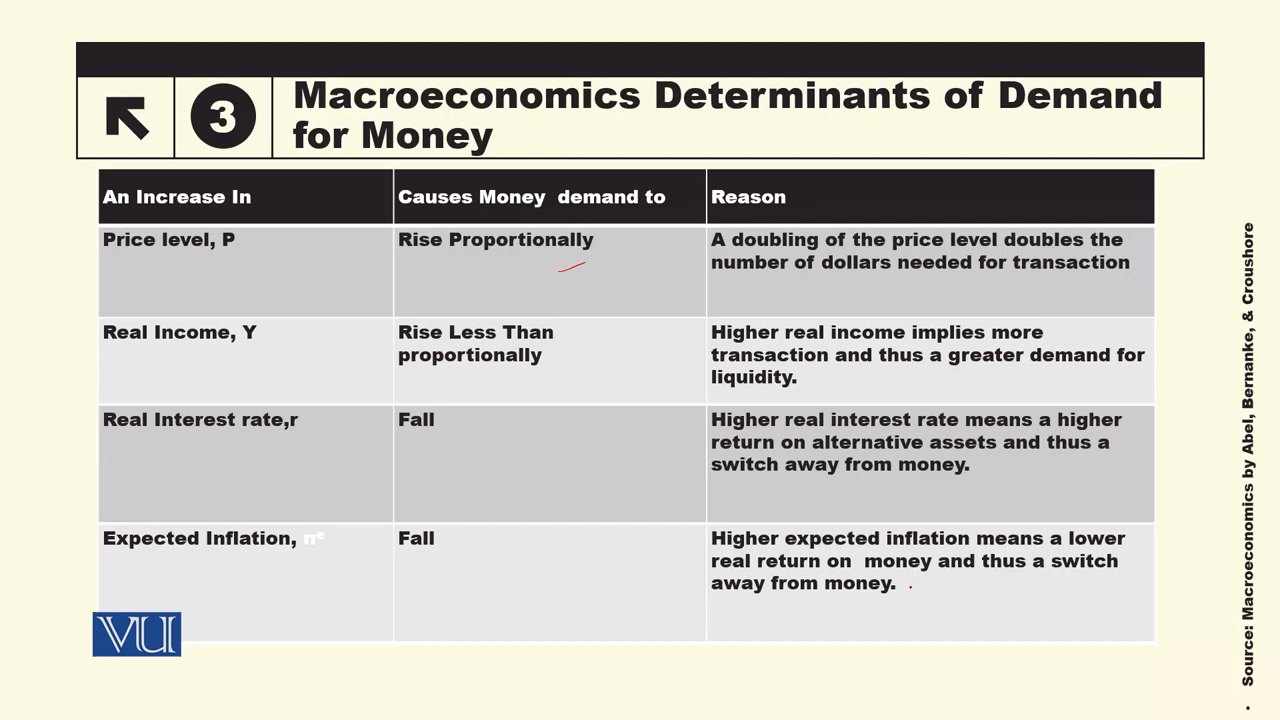 3
Macroeconomics Determinants of Demand
for Money
An Increase In
Causes Money  demand to
Reason
Price level, P
Rise Proportionally
A doubling of the price level doubles the
number of dollars needed for transaction
Real Income, Y
Rise Less Than
proportionally
Higher real income implies more
transaction and thus a greater demand for
liquidity.
Real Interest rate,r
Fall
Higher real interest rate means a higher
return on alternative assets and thus a
switch away from money.
Expected Inflation, πᵉ
Fall
Higher expected inflation means a lower
real return on  money and thus a switch
away from money.
VU
• Source: Macroeconomics by Abel, Bernanke, & Croushore